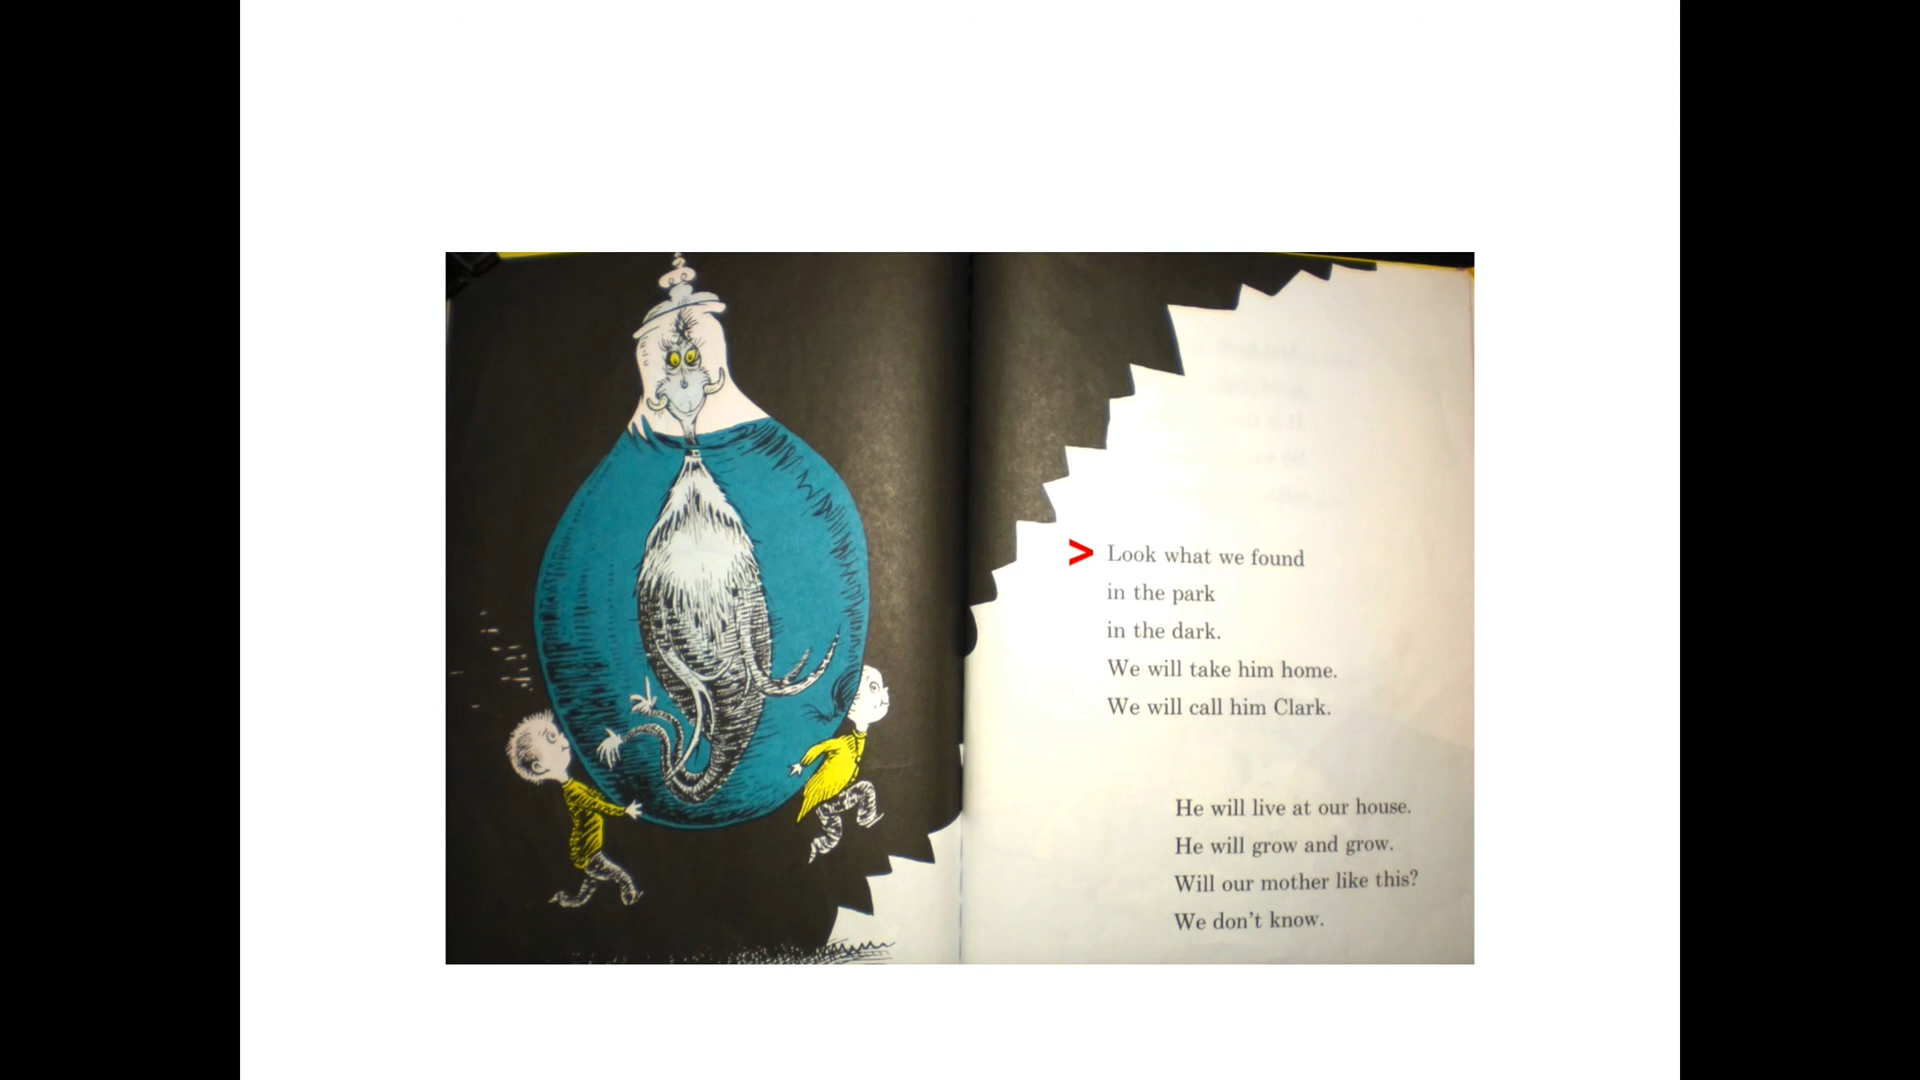 > Look what we found
in the park
in the dark.
We will take him home.
We will call him Clark.
He will live at our house.
He will grow and grow.
Will our mother like this?
We don't know.